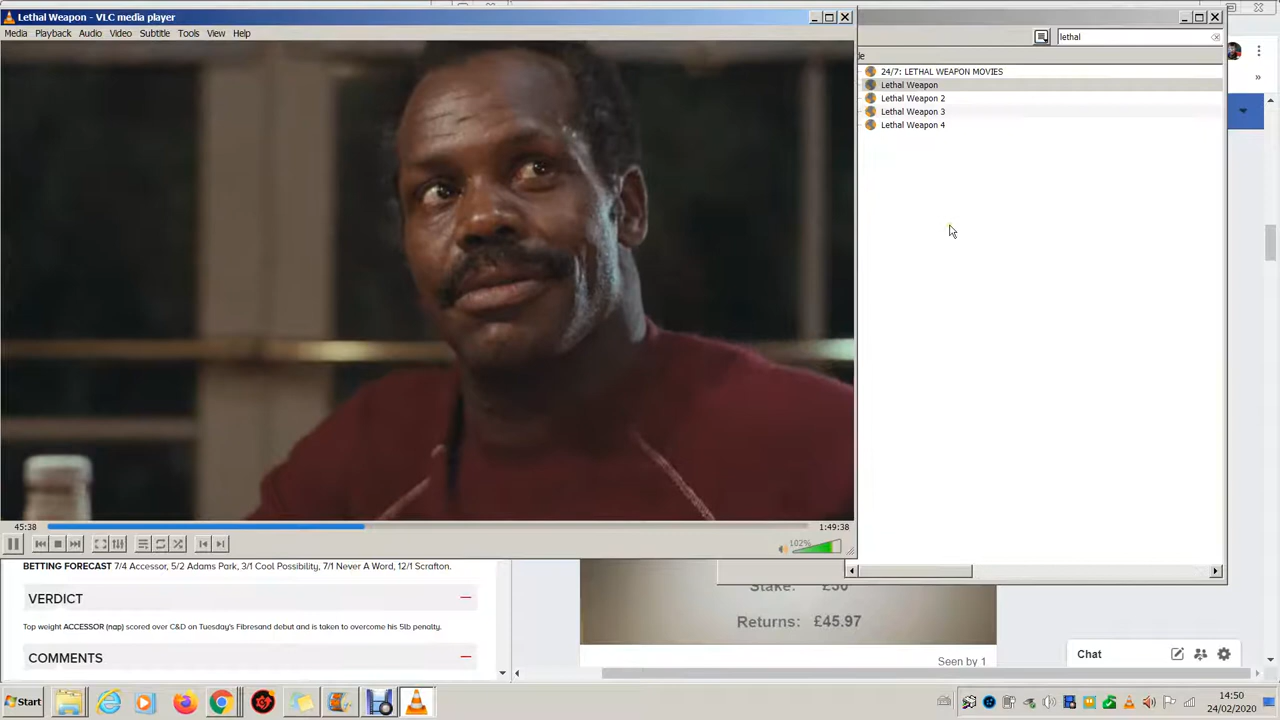 Lethal Weapon - VLC media player
Media Playback Audio Video Subtitle Tools View Help
lethal
24/7: LETHAL WEAPON MOVIES
Lethal Weapon
Lethal Weapon 2
Lethal Weapon 3
Lethal Weapon 4
45:38
1:49:38
102%
BETTING FORECAST 7/4 Accessor, 5/2 Adams Park, 3/1 Cool Possibility, 7/1 Never A Word, 12/1 Scrafton.
VERDICT
Top weight ACCESSOR (nap) scored over C&D on Tuesday's Fibresand debut and is taken to overcome his 5lb penalty.
COMMENTS
Stake: £30
Returns: £45.97
Seen by 1
Chat
Start
14:50
24/02/2020